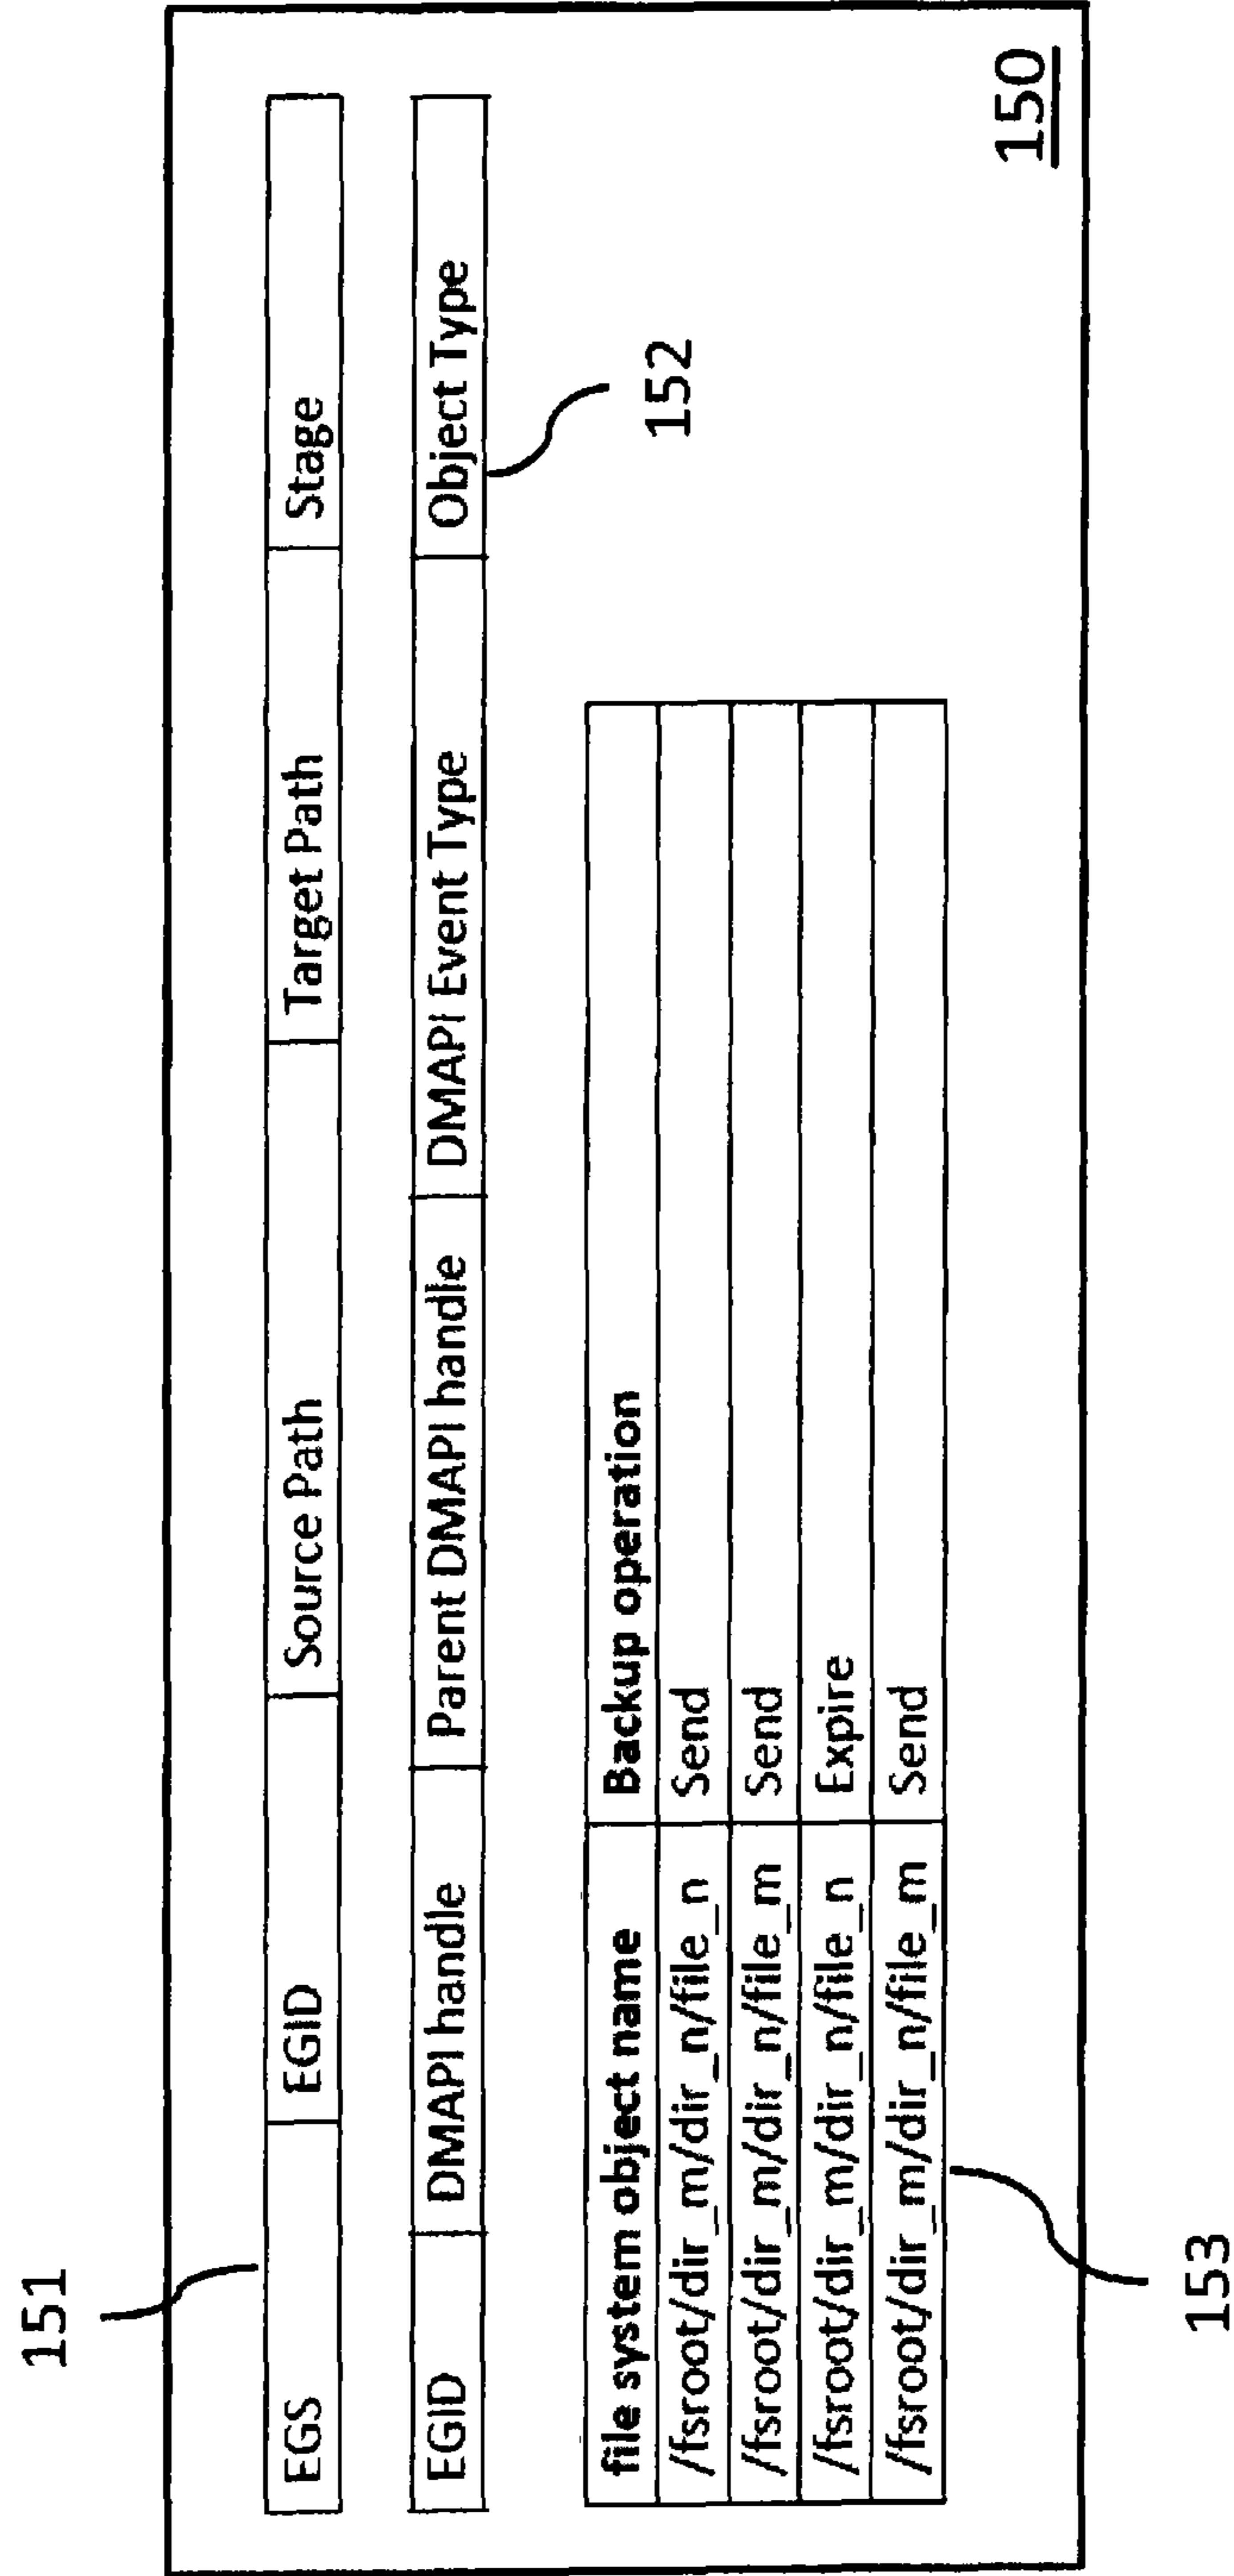 151
EGS EGID Source Path Target Path Stage
EGID DMAPI handle Parent DMAPI handle DMAPI Event Type Object Type
152
file system object name Backup operation
/fsroot/dir_m/dir_n/file_n Send
/fsroot/dir_m/dir_n/file_m Send
/fsroot/dir_m/dir_n/file_n Expire
/fsroot/dir_m/dir_n/file_m Send
150
153